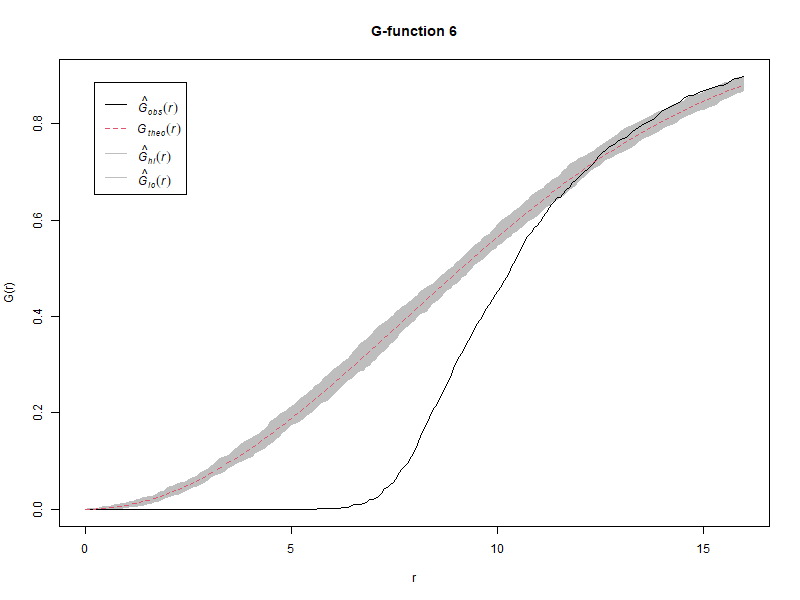 G-function 6
Ĝobs(r)
Gtheo(r)
Ĝhi(r)
Ĝlo(r)
G(r)
0.8
0.6
0.4
0.2
0.0
0 5 10 15
r